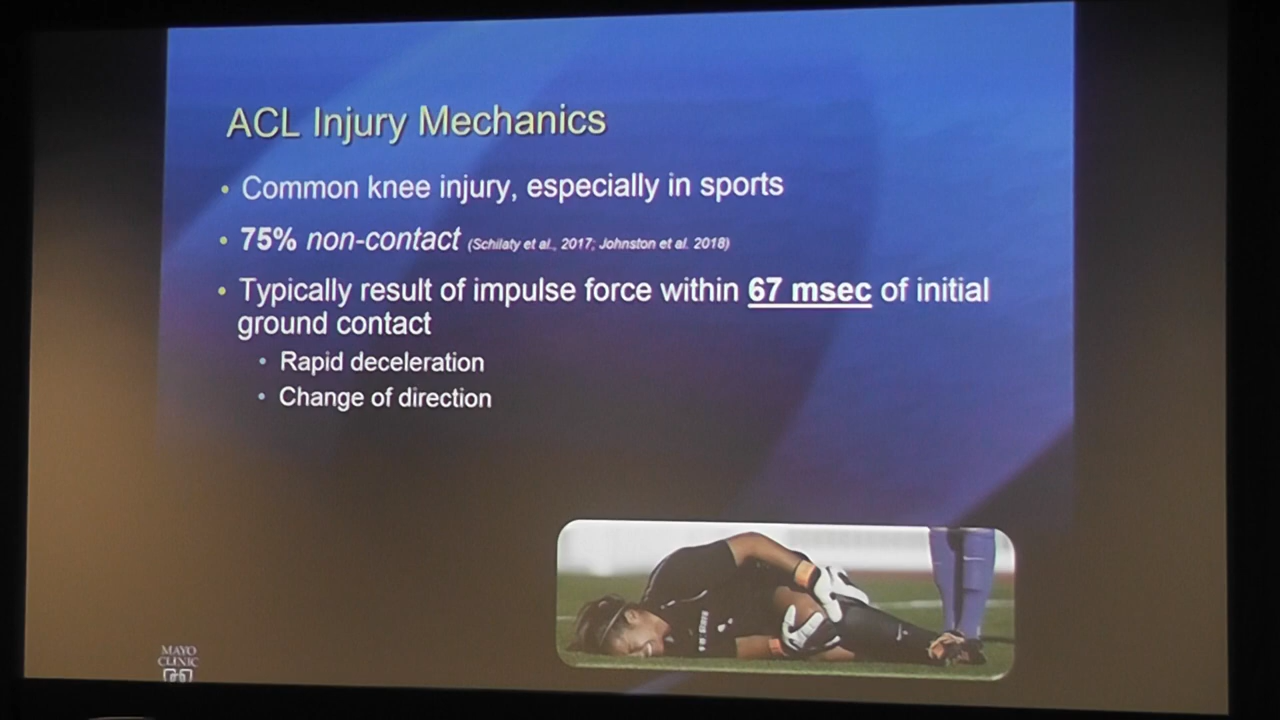 ACL Injury Mechanics
• Common knee injury, especially in sports
• 75% non-contact (Schilaty et al., 2017; Johnston et al. 2018)
• Typically result of impulse force within 67 msec of initial
ground contact
• Rapid deceleration
• Change of direction
MAYO
CLINIC